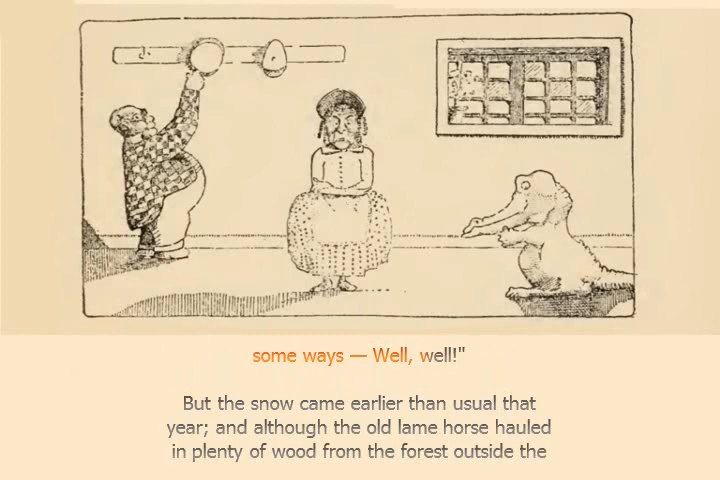 some ways — Well, well!"
But the snow came earlier than usual that
year; and although the old lame horse hauled
in plenty of wood from the forest outside the